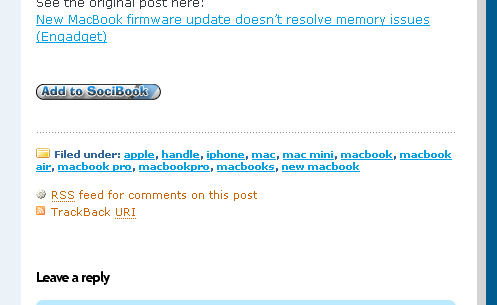 See the original post here:
New MacBook firmware update doesn't resolve memory issues
(Engadget)
Add to SociBook
Filed under: apple, handle, iphone, mac, mac mini, macbook, macbook
air, macbook pro, macbookpro, macbooks, new macbook
RSS feed for comments on this post
TrackBack URI
Leave a reply